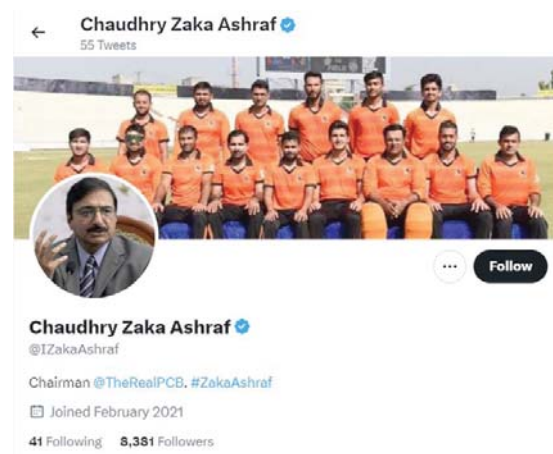 Chaudhry Zaka Ashraf
55 Tweets
Follow
Chaudhry Zaka Ashraf
@IZakaAshraf
Chairman @TheRealPCB. #ZakaAshraf
Joined February 2021
41 Following 8,381 Followers